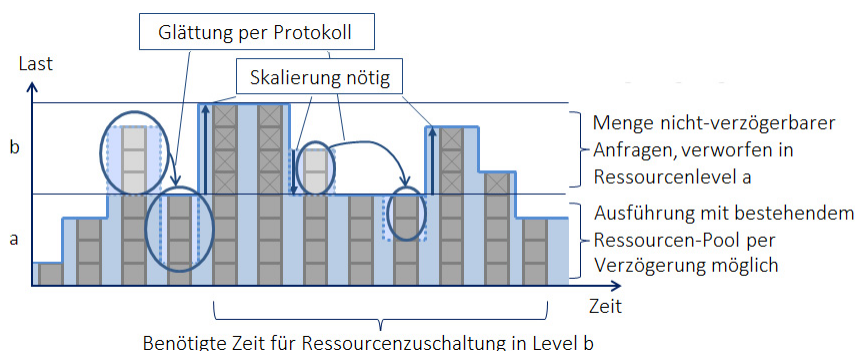 Glättung per Protokoll
Last
Skalierung nötig
b
Menge nicht-verzögerbarer
Anfragen, verworfen in
Ressourcenlevel a
a
Ausführung mit bestehendem
Ressourcen-Pool per
Verzögerung möglich
Zeit
Benötigte Zeit für Ressourcenzuschaltung in Level b